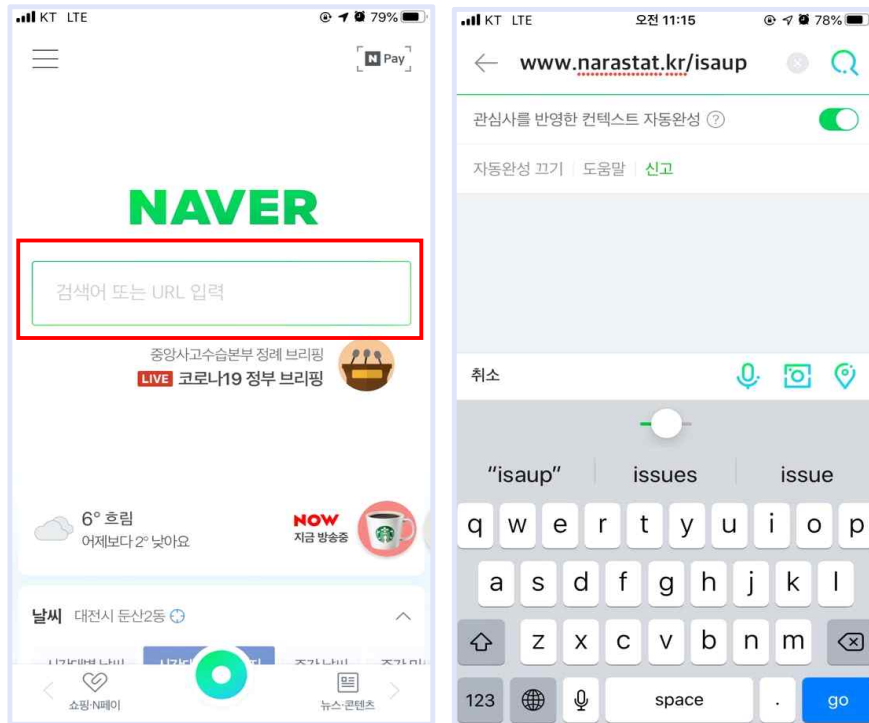 KT LTE
79%
N Pay
NAVER
검색어 또는 URL 입력
중앙사고수습본부 정례 브리핑
LIVE 코로나19 정부 브리핑
6° 흐림
어제보다 2° 낮아요
NOW
지금 방송중
날씨 대전시 둔산2동
쇼핑·N페이
뉴스·콘텐츠
KT LTE 오전 11:15 78%
www.narastat.kr/isaup
관심사를 반영한 컨텍스트 자동완성 ?
자동완성 끄기 도움말 신고
취소
“isaup” issues issue
q w e r t y u i o p
a s d f g h j k l
z x c v b n m
123 space . go